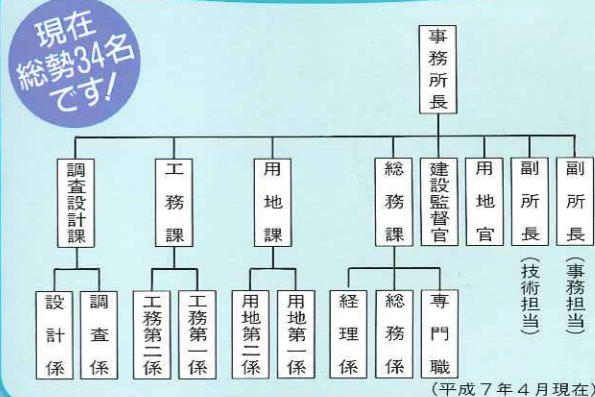 現在
総勢34名
です!
事務所長
副所長
(事務担当)
副所長
(技術担当)
用地官
建設監督官
総務課
用地課
工務課
調査設計課
専門職
総務係
経理係
用地第一係
用地第二係
工務第一係
工務第二係
調査係
設計係
(平成7年4月現在)